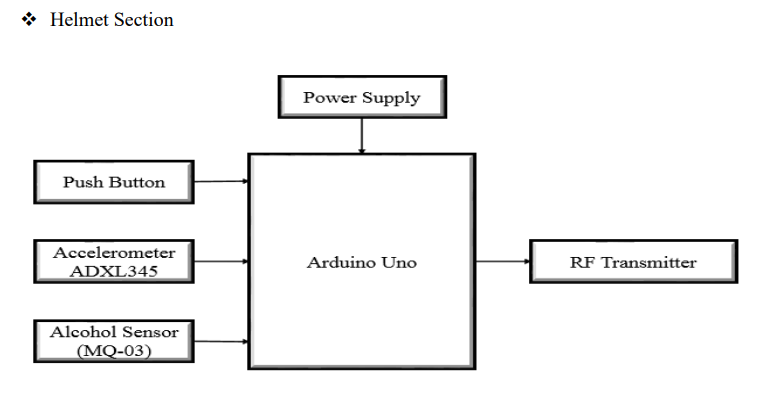 ❖ Helmet Section
Power Supply
Push Button
Accelerometer
ADXL345
Arduino Uno
RF Transmitter
Alcohol Sensor
(MQ-03)